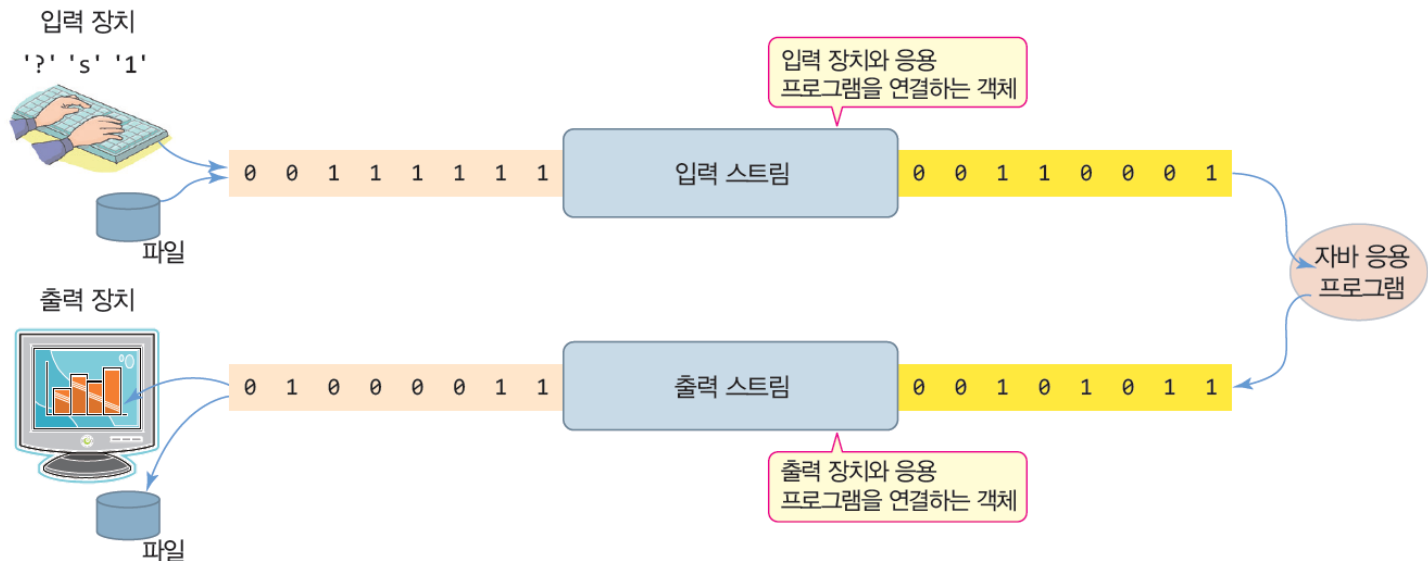 입력 장치
'?' 's' '1'
파일
0 0 1 1 1 1 1 1
입력 스트림
입력 장치와 응용
프로그램을 연결하는 객체
0 0 1 1 0 0 0 1
자바 응용
프로그램
출력 장치
파일
0 1 0 0 0 0 1 1
출력 스트림
출력 장치와 응용
프로그램을 연결하는 객체
0 0 1 0 1 0 1 1